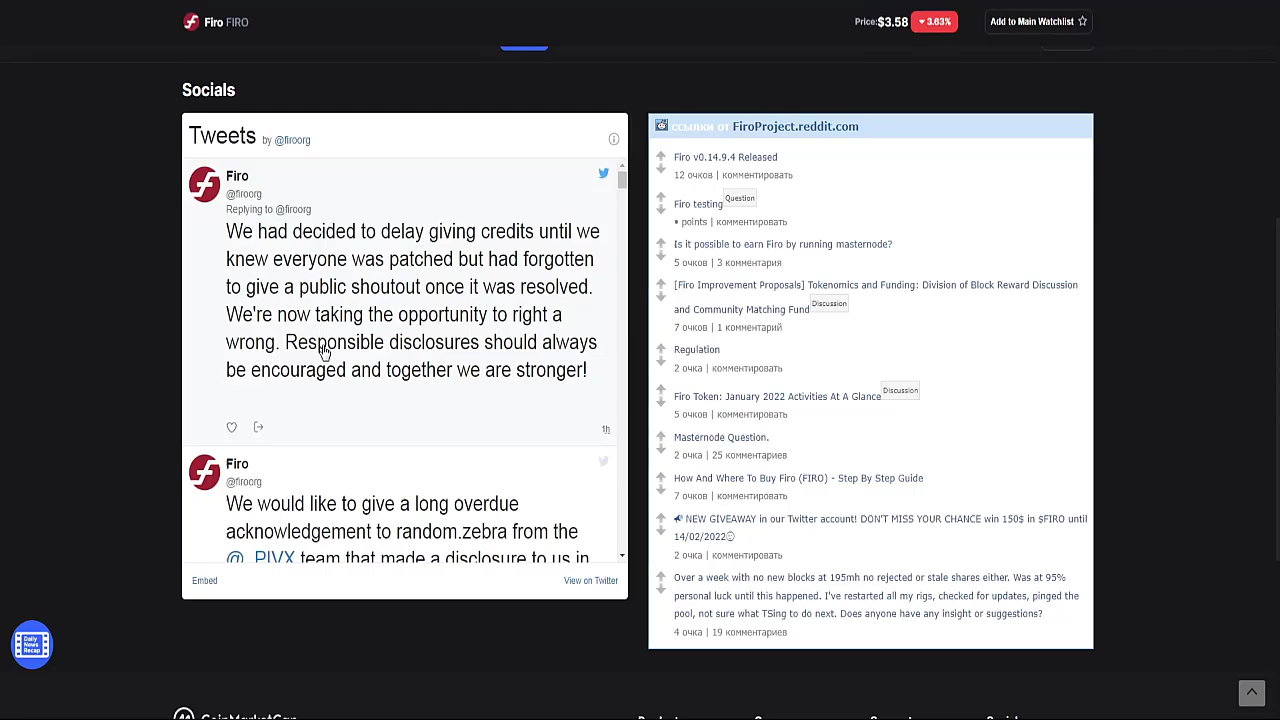 Firo FIRO
Price:$3.58 ▾ 3.63%
Add to Main Watchlist
Socials
Tweets by @firoorg
Firo
@firoorg
Replying to @firoorg
We had decided to delay giving credits until we
knew everyone was patched but had forgotten
to give a public shoutout once it was resolved.
We're now taking the opportunity to right a
wrong. Responsible disclosures should always
be encouraged and together we are stronger!
1h
Firo
@firoorg
We would like to give a long overdue
acknowledgement to random.zebra from the
@_PIVX team that made a disclosure to us in
Embed
View on Twitter
ссылки от FiroProject.reddit.com
Firo v0.14.9.4 Released
12 очков | комментировать
Firo testing Question
• points | комментировать
Is it possible to earn Firo by running masternode?
5 очков | 3 комментария
[Firo Improvement Proposals] Tokenomics and Funding: Division of Block Reward Discussion
and Community Matching Fund Discussion
7 очков | 1 комментарий
Regulation
2 очка | комментировать
Firo Token: January 2022 Activities At A Glance Discussion
5 очков | комментировать
Masternode Question.
2 очка | 25 комментариев
How And Where To Buy Firo (FIRO) - Step By Step Guide
7 очков | комментировать
NEW GIVEAWAY in our Twitter account! DON'T MISS YOUR CHANCE win 150$ in $FIRO until
14/02/2022
2 очка | комментировать
Over a week with no new blocks at 195mh no rejected or stale shares either. Was at 95%
personal luck until this happened. I've restarted all my rigs, checked for updates, pinged the
pool, not sure what TSing to do next. Does anyone have any insight or suggestions?
4 очка | 19 комментариев
Daily
News
Recap
CoinMarketCap